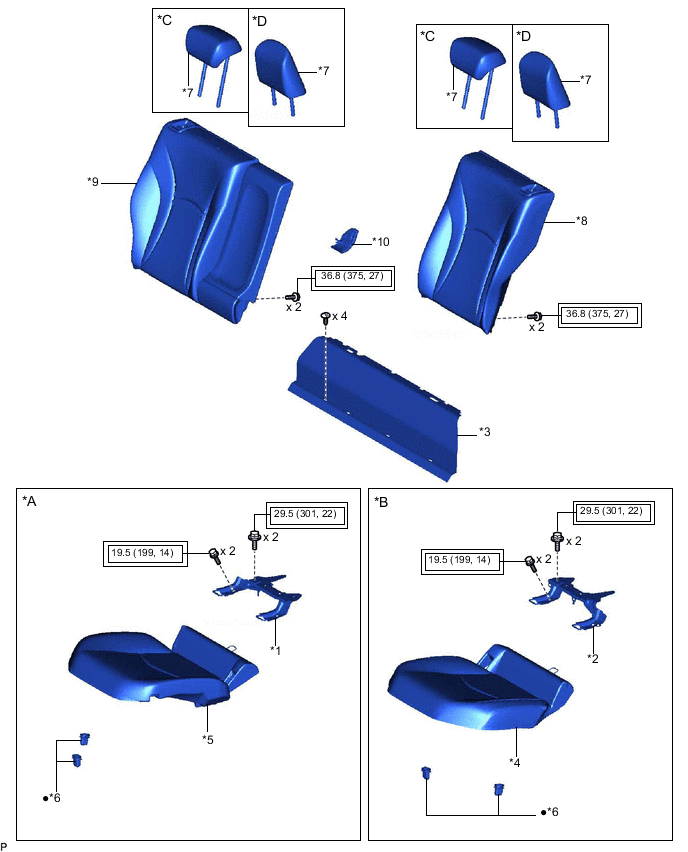 *C *D
*7
*7
*C *D
*7
*7
*9
*8
*10
36.8 (375, 27)
x 2
x 4
36.8 (375, 27)
x 2
*3
*A
29.5 (301, 22)
x 2
19.5 (199, 14)
x 2
*1
*5
●*6
*B
29.5 (301, 22)
x 2
19.5 (199, 14)
x 2
*2
*4
●*6
P